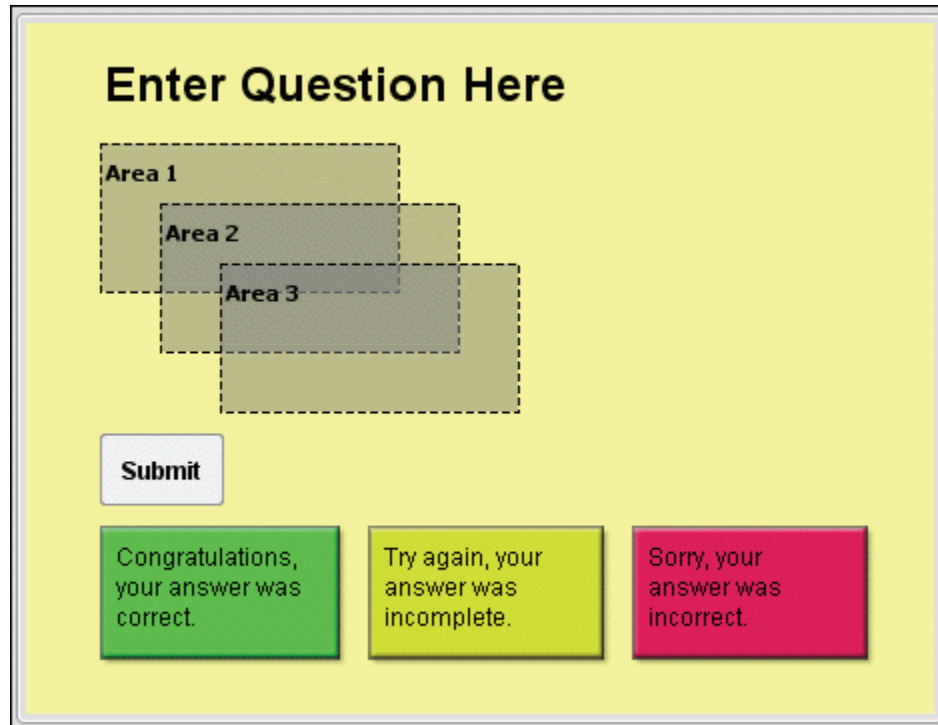 Enter Question Here
Area 1
Area 2
Area 3
Submit
Congratulations,
your answer was
correct.
Try again, your
answer was
incomplete.
Sorry, your
answer was
incorrect.